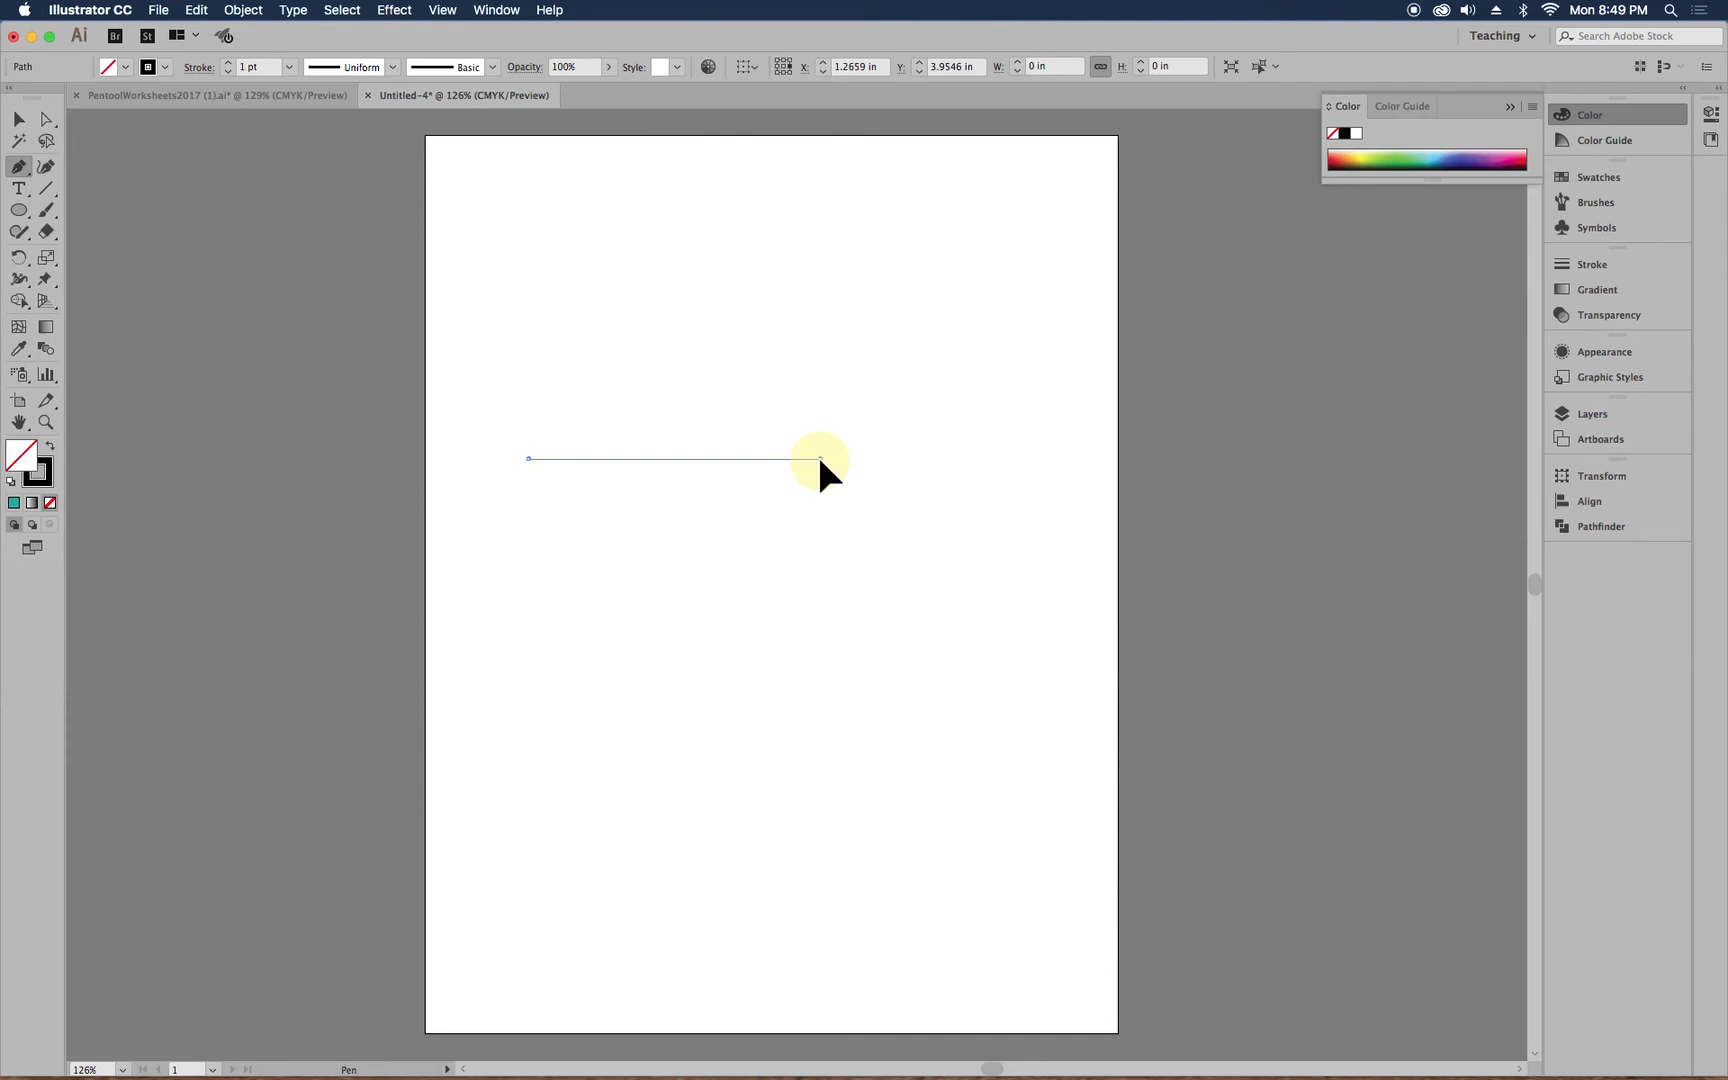 Illustrator CC File Edit Object Type Select Effect View Window Help Mon 8:49 PM
Ai Br St Teaching Search Adobe Stock
Path Stroke: 1 pt Uniform Basic Opacity: 100% Style: X: 1.2659 in Y: 3.9546 in W: 0 in H: 0 in
PentoolWorksheets2017 (1).ai* @ 129% (CMYK/Preview) Untitled-4* @ 126% (CMYK/Preview)
Color Color Guide
Color
Color Guide
Swatches
Brushes
Symbols
Stroke
Gradient
Transparency
Appearance
Graphic Styles
Layers
Artboards
Transform
Align
Pathfinder
126% 1 Pen